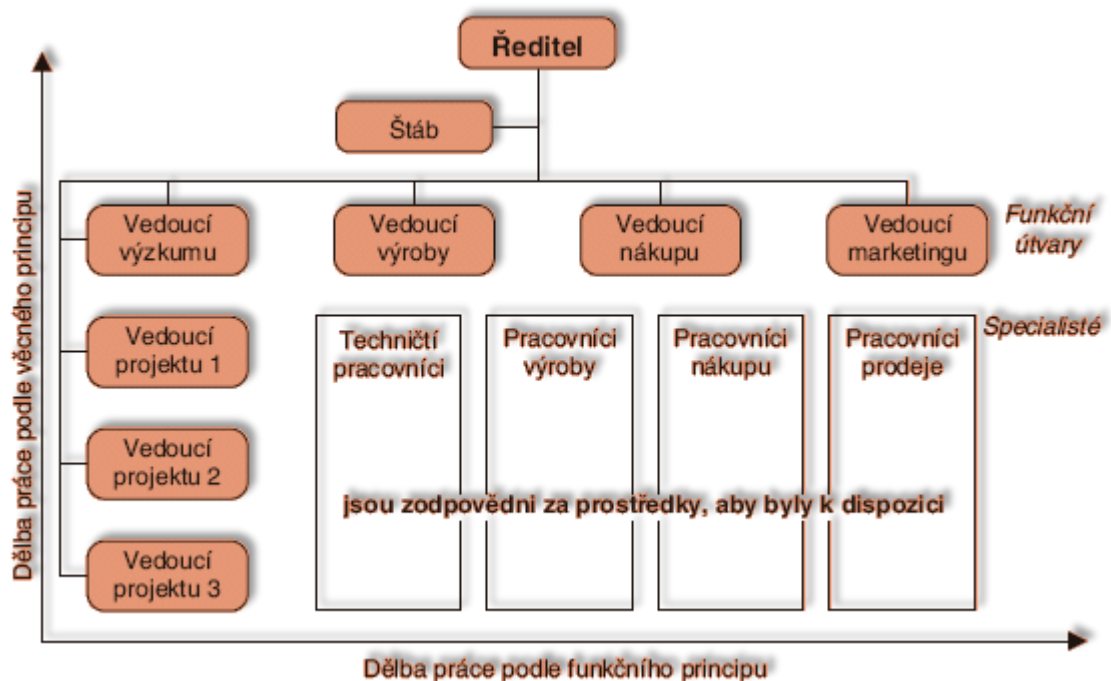 Ředitel
Štáb
Vedoucí
výzkumu
Vedoucí
výroby
Vedoucí
nákupu
Vedoucí
marketingu
Funkční
útvary
Vedoucí
projektu 1
Techničtí
pracovníci
Pracovníci
výroby
Pracovníci
nákupu
Pracovníci
prodeje
Specialisté
Vedoucí
projektu 2
jsou zodpovědni za prostředky, aby byly k dispozici
Vedoucí
projektu 3
Dělba práce podle věcného principu
Dělba práce podle funkčního principu